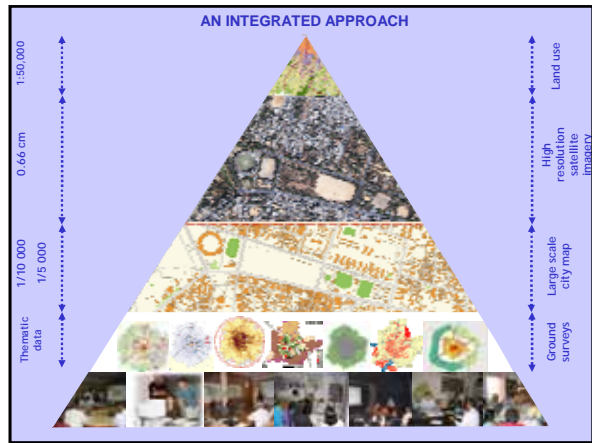 AN INTEGRATED APPROACH
1:50,000
Land use
0.66 cm
High
resolution
satellite
imagery
1/10 000
1/5 000
Large scale
city map
Thematic
data
Ground
surveys